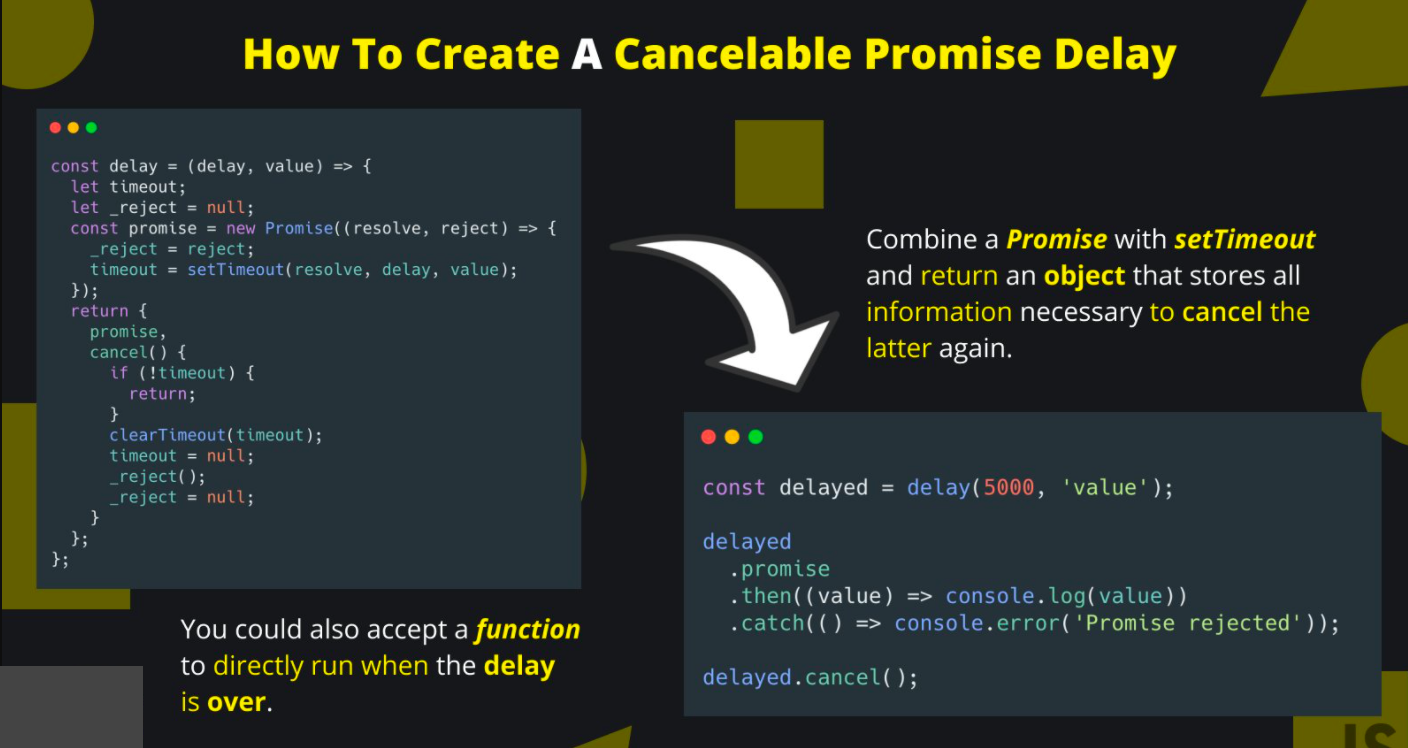 How To Create A Cancelable Promise Delay
const delay = (delay, value) => {
  let timeout;
  let _reject = null;
  const promise = new Promise((resolve, reject) => {
    _reject = reject;
    timeout = setTimeout(resolve, delay, value);
  });
  return {
    promise,
    cancel() {
      if (!timeout) {
        return;
      }
      clearTimeout(timeout);
      timeout = null;
      _reject();
      _reject = null;
    }
  };
};
Combine a Promise with setTimeout
and return an object that stores all
information necessary to cancel the
latter again.
const delayed = delay(5000, 'value');
delayed
  .promise
  .then((value) => console.log(value))
  .catch(() => console.error('Promise rejected'));
delayed.cancel();
You could also accept a function
to directly run when the delay
is over.
JS